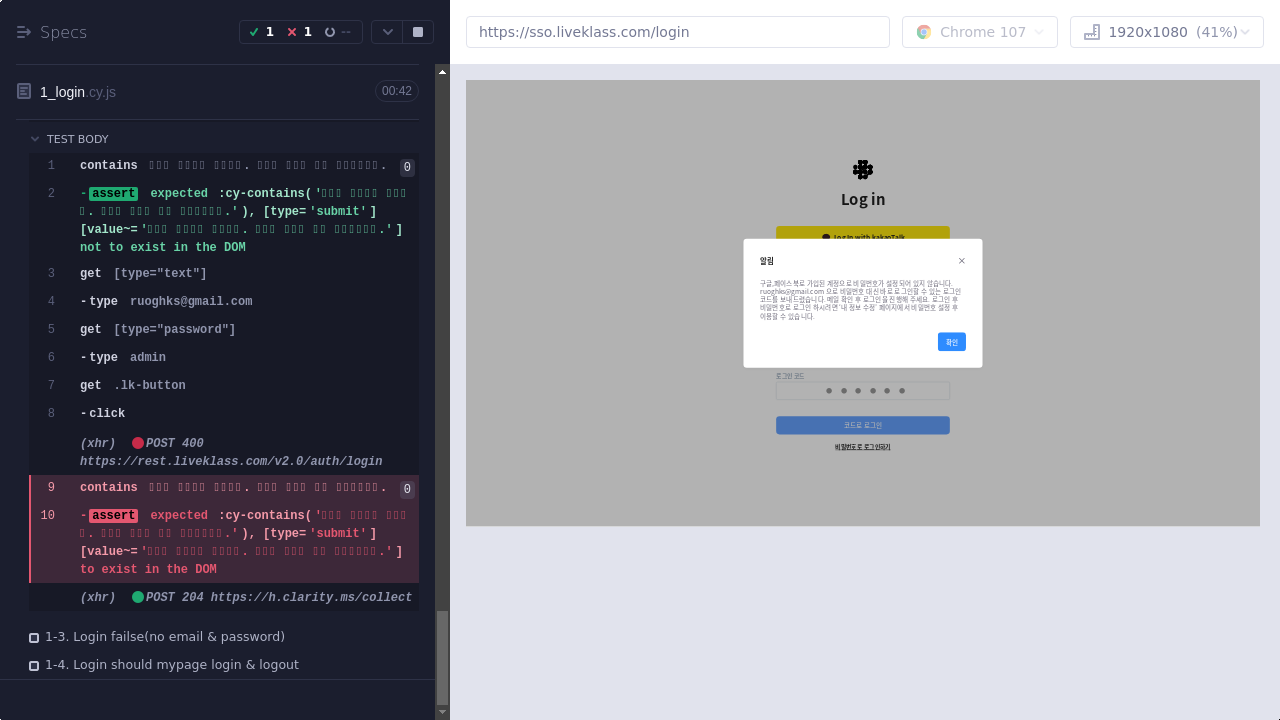 Specs
1
1
--
1_login.cy.js
00:42
TEST BODY
1 contains . . 0
2 -assert expected :cy-contains('
. .'), [type='submit']
[value~=' . .']
not to exist in the DOM
3 get [type="text"]
4 -type ruoghks@gmail.com
5 get [type="password"]
6 -type admin
7 get .lk-button
8 -click
(xhr) POST 400
https://rest.liveklass.com/v2.0/auth/login
9 contains . . 0
10 -assert expected :cy-contains('
. .'), [type='submit']
[value~=' . .']
to exist in the DOM
(xhr) POST 204 https://h.clarity.ms/collect
1-3. Login failse(no email & password)
1-4. Login should mypage login & logout
https://sso.liveklass.com/login
Chrome 107
1920x1080 (41%)
Log in
Log In with kakaoTalk
알림
구글,페이스북로 가입된 계정으로 비밀번호가 설정되어 있지 않습니다.
ruoghks@gmail.com 으로 비밀번호 대신 바로 로그인할 수 있는 로그인
코드를 보내드렸습니다. 메일 확인 후 로그인을 진행해 주세요. 로그인 후
비밀번호로 로그인 하시려면 '내 정보 수정' 페이지에서 비밀번호 설정 후
이용할 수 있습니다.
확인
로그인 코드
코드로 로그인
비밀번호로 로그인하기